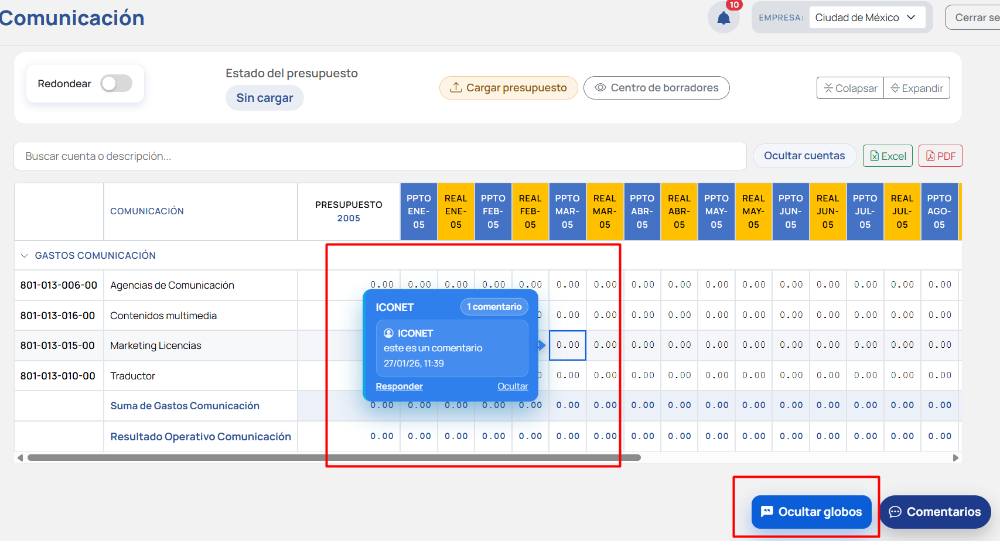 Comunicación
10
EMPRESA: Ciudad de México
Cerrar se
Redondear
Estado del presupuesto
Sin cargar
Cargar presupuesto
Centro de borradores
Colapsar
Expandir
Buscar cuenta o descripción...
Ocultar cuentas
Excel
PDF
COMUNICACIÓN
PRESUPUESTO
2005
PPTO ENE-05
REAL ENE-05
PPTO FEB-05
REAL FEB-05
PPTO MAR-05
REAL MAR-05
PPTO ABR-05
REAL ABR-05
PPTO MAY-05
REAL MAY-05
PPTO JUN-05
REAL JUN-05
PPTO JUL-05
REAL JUL-05
PPTO AGO-05
GASTOS COMUNICACIÓN
801-013-006-00 Agencias de Comunicación 0.00 0.00 0.00 0.00 0.00 0.00 0.00 0.00 0.00 0.00 0.00 0.00 0.00 0.00 0.00 0.00
801-013-016-00 Contenidos multimedia 0.00 0.00 0.00 0.00 0.00 0.00 0.00 0.00 0.00 0.00 0.00
801-013-015-00 Marketing Licencias 0.00 0.00 0.00 0.00 0.00 0.00 0.00 0.00 0.00 0.00 0.00
801-013-010-00 Traductor 0.00 0.00 0.00 0.00 0.00 0.00 0.00 0.00 0.00 0.00 0.00
Suma de Gastos Comunicación 0.00 0.00 0.00 0.00 0.00 0.00 0.00 0.00 0.00 0.00 0.00 0.00 0.00 0.00 0.00 0.00
Resultado Operativo Comunicación 0.00 0.00 0.00 0.00 0.00 0.00 0.00 0.00 0.00 0.00 0.00 0.00 0.00 0.00 0.00 0.00
ICONET
1 comentario
ICONET
este es un comentario
27/01/26, 11:39
Responder
Ocultar
Ocultar globos
Comentarios